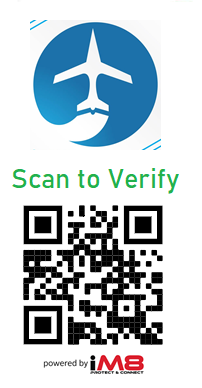 Scan to Verify
powered by iM8
PROTECT & CONNECT